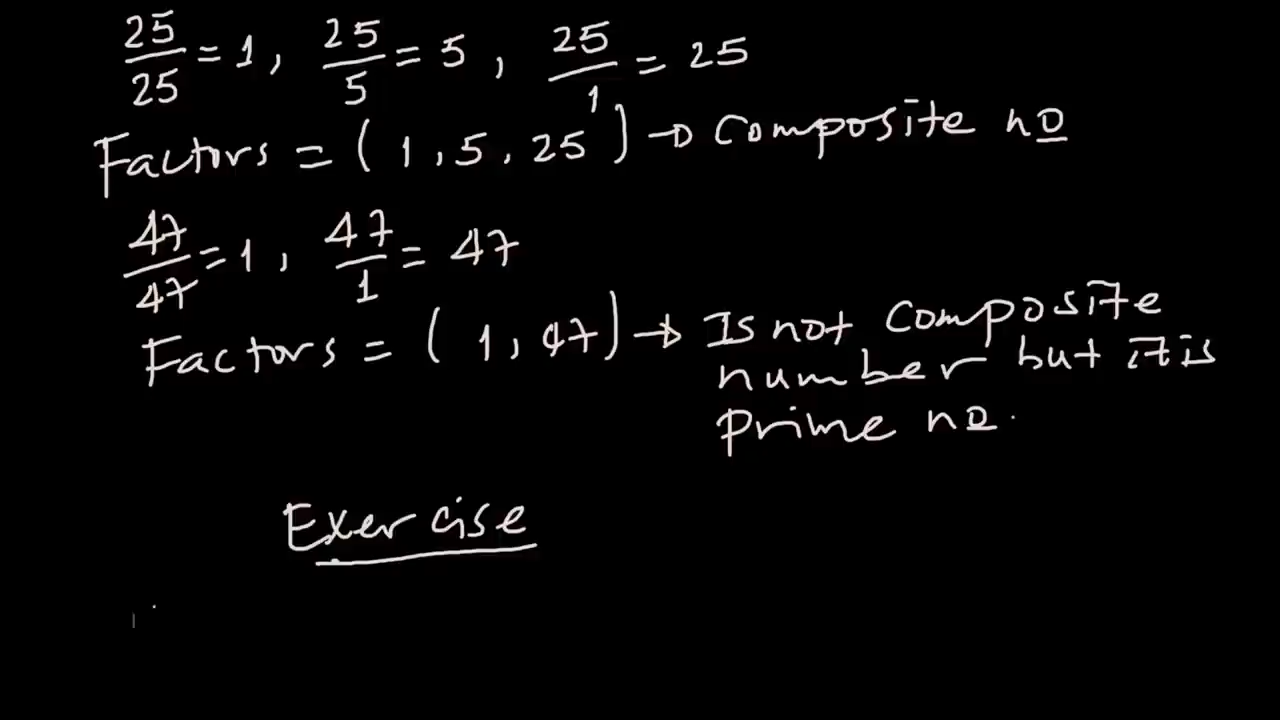 25/25 = 1, 25/5 = 5, 25/1 = 25
Factors = (1, 5, 25) → Composite no
47/47 = 1, 47/1 = 47
Factors = (1, 47) → Is not composite
number but it is
prime no.
Exercise